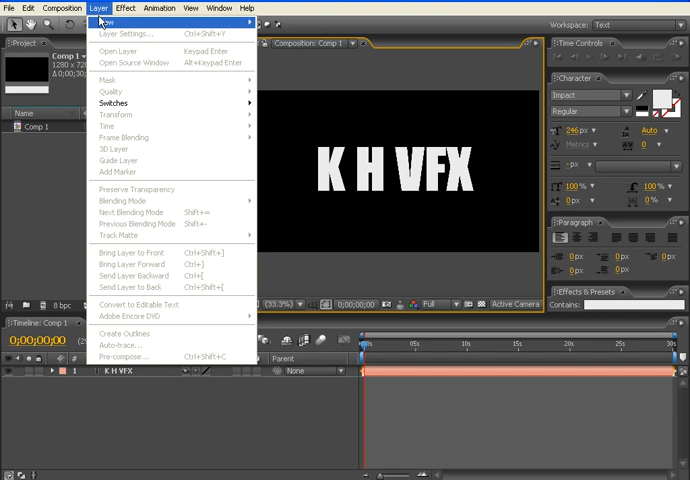 File Edit Composition Layer Effect Animation View Window Help
Workspace: Text
Layer Settings... Ctrl+Shift+Y
Open Layer Keypad Enter
Open Source Window Alt+Keypad Enter
Mask
Quality
Switches
Transform
Time
Frame Blending
3D Layer
Guide Layer
Add Marker
Preserve Transparency
Blending Mode
Next Blending Mode Shift+=
Previous Blending Mode Shift+-
Track Matte
Bring Layer to Front Ctrl+Shift+]
Bring Layer Forward Ctrl+]
Send Layer Backward Ctrl+[
Send Layer to Back Ctrl+Shift+[
Convert to Editable Text
Adobe Encore DVD
Create Outlines
Auto-trace...
Pre-compose... Ctrl+Shift+C
Project
Comp 1
1280 x 72
Δ 0;00;30;
Name
Comp 1
8 bpc
Composition: Comp 1
K H VFX
(33.3%) 0;00;00;00 Full Active Camera
Time Controls
Character
Impact
Regular
246 px Auto
Metrics 0
- px
100 % 100 %
0 px 0 %
Paragraph
0 px 0 px 0 px
0 px 0 px
Effects & Presets
Contains:
Timeline: Comp 1
0;00;00;00
# Parent
1 K H VFX None
05s 10s 15s 20s 25s 30s